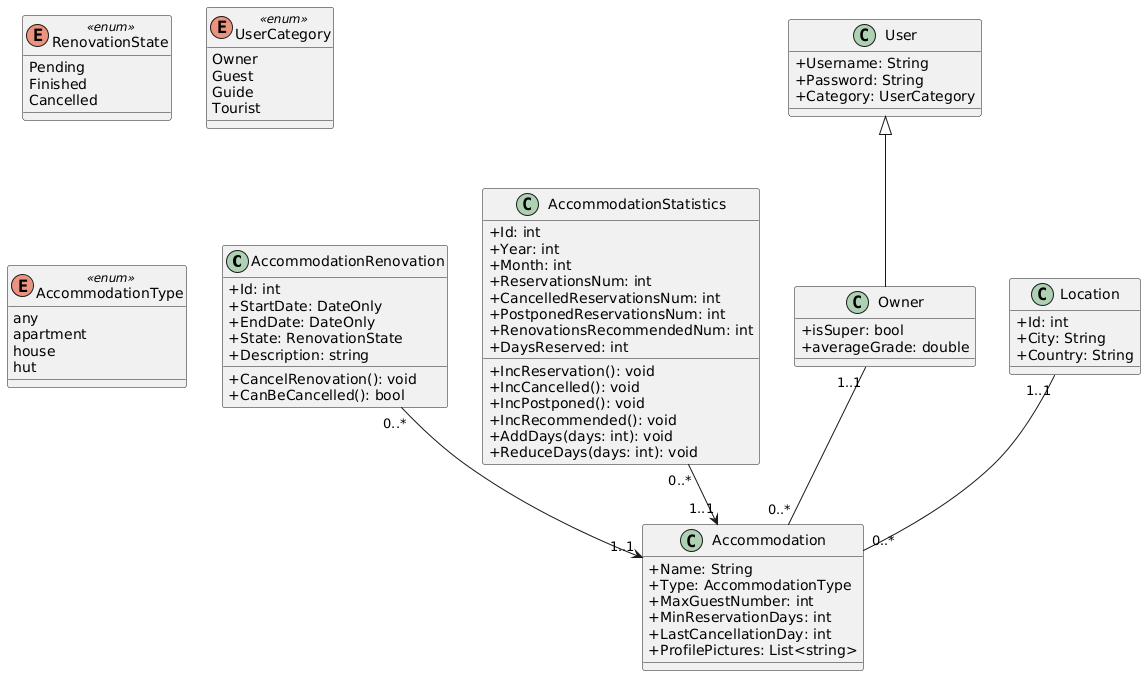 E
«enum»
RenovationState
Pending
Finished
Cancelled
E
«enum»
UserCategory
Owner
Guest
Guide
Tourist
C
User
+Username: String
+Password: String
+Category: UserCategory
E
«enum»
AccommodationType
any
apartment
house
hut
C
AccommodationRenovation
+Id: int
+StartDate: DateOnly
+EndDate: DateOnly
+State: RenovationState
+Description: string
+CancelRenovation(): void
+CanBeCancelled(): bool
C
AccommodationStatistics
+Id: int
+Year: int
+Month: int
+ReservationsNum: int
+CancelledReservationsNum: int
+PostponedReservationsNum: int
+RenovationsRecommendedNum: int
+DaysReserved: int
+IncReservation(): void
+IncCancelled(): void
+IncPostponed(): void
+IncRecommended(): void
+AddDays(days: int): void
+ReduceDays(days: int): void
C
Owner
+isSuper: bool
+averageGrade: double
C
Location
+Id: int
+City: String
+Country: String
0..*
1..1
0..*
1..1
1..1
0..*
1..1
0..*
C
Accommodation
+Name: String
+Type: AccommodationType
+MaxGuestNumber: int
+MinReservationDays: int
+LastCancellationDay: int
+ProfilePictures: List<string>